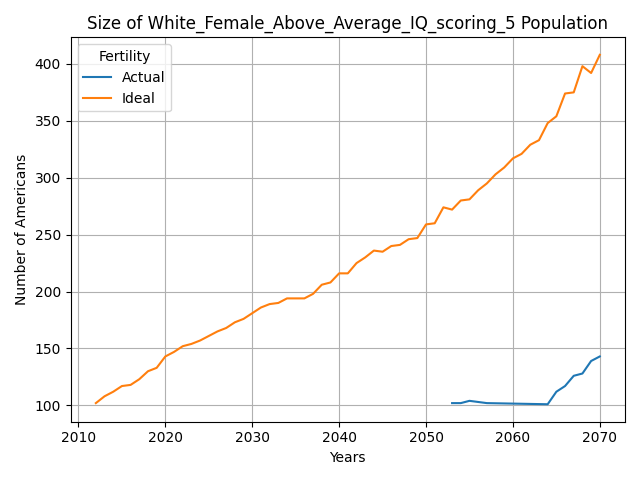 Size of White_Female_Above_Average_IQ_scoring_5 Population
Fertility
Actual
Ideal
Number of Americans
400
350
300
250
200
150
100
2010 2020 2030 2040 2050 2060 2070
Years